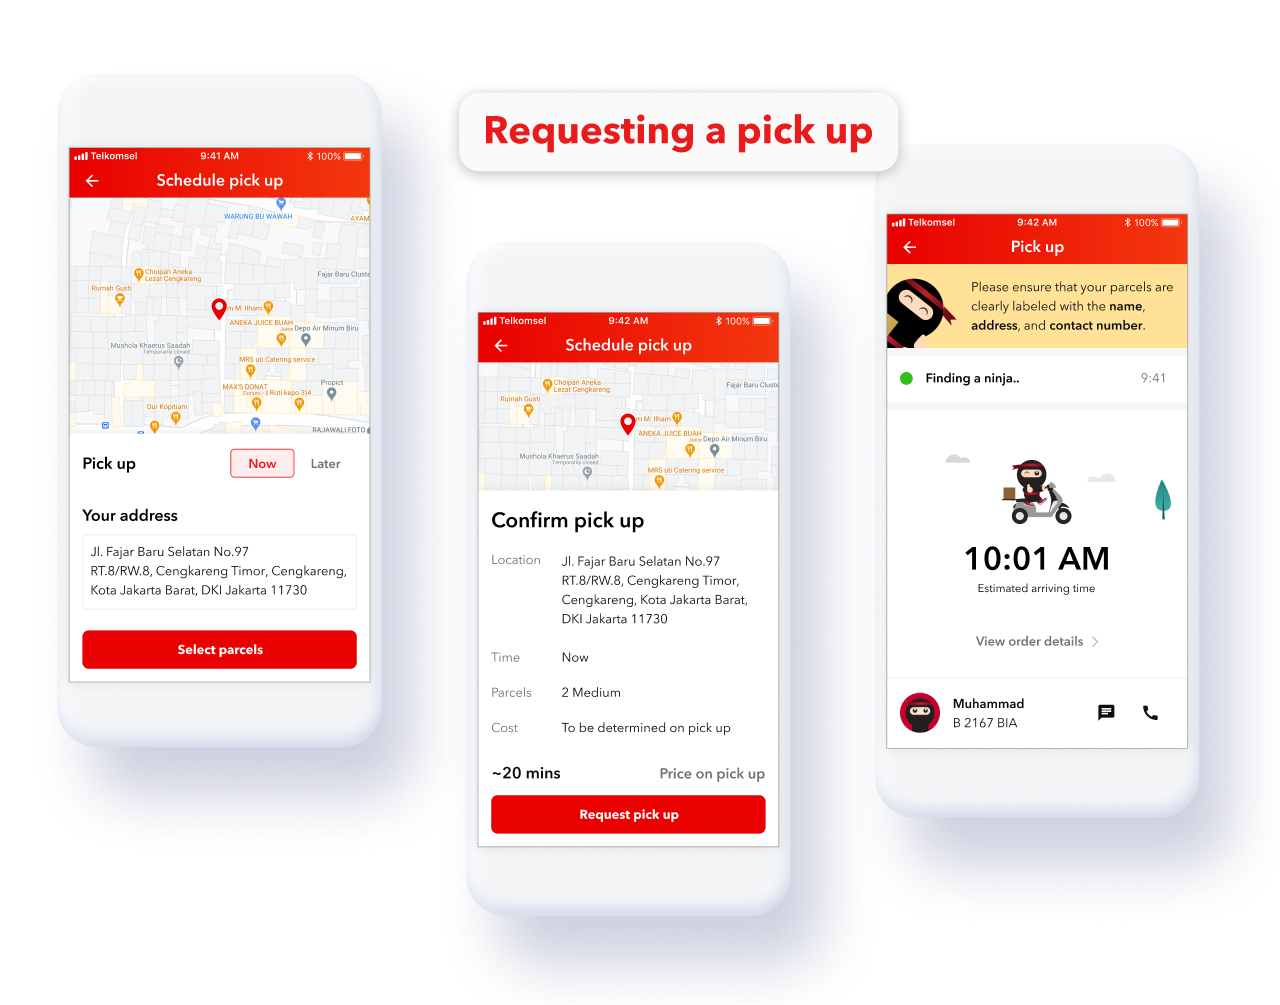 Requesting a pick up
Telkomsel 9:41 AM 100%
Schedule pick up
WARUNG BU WAWAH
AYAM
Choipan Aneka
Lezat Cengkareng
Fajar Baru Cluste
Rumah Gusti
m M. Ilham
ANEKA JUICE BUAH
Juice
Depo Air Minum Biru
Mushola Khaerus Saadah
Temporarily closed
MRS uti Catering service
MAX'S DONAT
Donuts
Roti kepo 3)4
Propict
Our Kopitiam
RAJAWALI FOTO
Pick up Now Later
Your address
Jl. Fajar Baru Selatan No.97
RT.8/RW.8, Cengkareng Timor, Cengkareng,
Kota Jakarta Barat, DKI Jakarta 11730
Select parcels
Telkomsel 9:42 AM 100%
Schedule pick up
Choipan Aneka
Lezat Cengkareng
Fajar Baru Cluste
Rumah Gusti
m M. Ilham
ANEKA JUICE BUAH
Juice
Depo Air Minum Biru
Mushola Khaerus Saadah
Temporarily closed
MRS uti Catering service
Confirm pick up
Location Jl. Fajar Baru Selatan No.97
RT.8/RW.8, Cengkareng Timor,
Cengkareng, Kota Jakarta Barat,
DKI Jakarta 11730
Time Now
Parcels 2 Medium
Cost To be determined on pick up
~20 mins Price on pick up
Request pick up
Telkomsel 9:42 AM 100%
Pick up
Please ensure that your parcels are
clearly labeled with the name,
address, and contact number.
Finding a ninja.. 9:41
10:01 AM
Estimated arriving time
View order details
Muhammad
B 2167 BIA